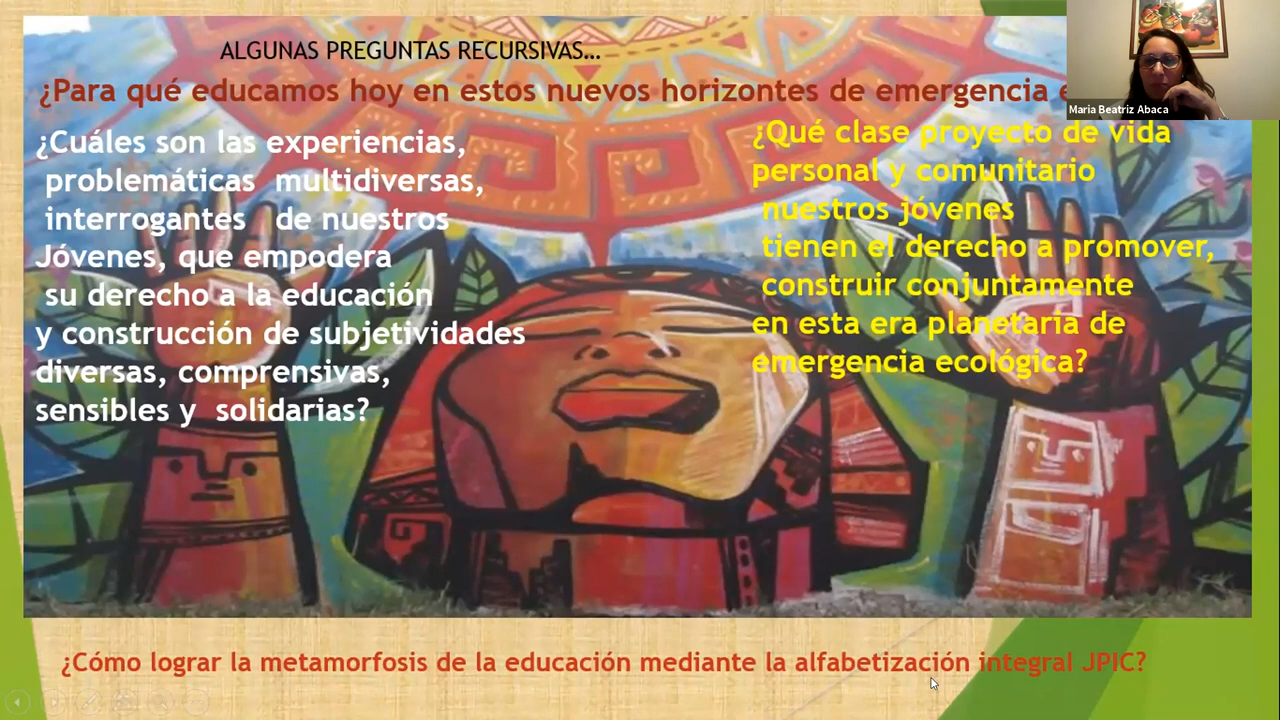 ALGUNAS PREGUNTAS RECURSIVAS...
¿Para qué educamos hoy en estos nuevos horizontes de emergencia
¿Cuáles son las experiencias,
problemáticas multidiversas,
interrogantes de nuestros
Jóvenes, que empodera
su derecho a la educación
y construcción de subjetividades
diversas, comprensivas,
sensibles y solidarias?
¿Qué clase proyecto de vida
personal y comunitario
nuestros jóvenes
tienen el derecho a promover,
construir conjuntamente
en esta era planetaria de
emergencia ecológica?
¿Cómo lograr la metamorfosis de la educación mediante la alfabetización integral JPIC?
Maria Beatriz Abaca